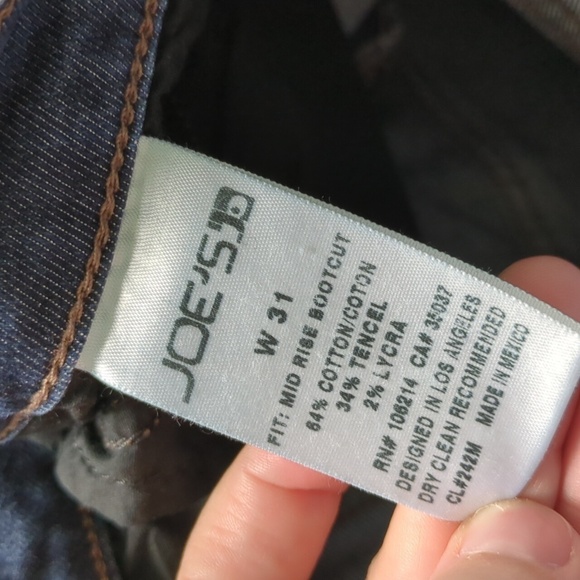 JOE'S JD
W 31
FIT: MID RISE BOOTCUT
64% COTTON/COTON
34% TENCEL
2% LYCRA
RN# 106214 CA# 35037
DESIGNED IN LOS ANGELES
DRY CLEAN RECOMMENDED
CL#242M MADE IN MEXICO